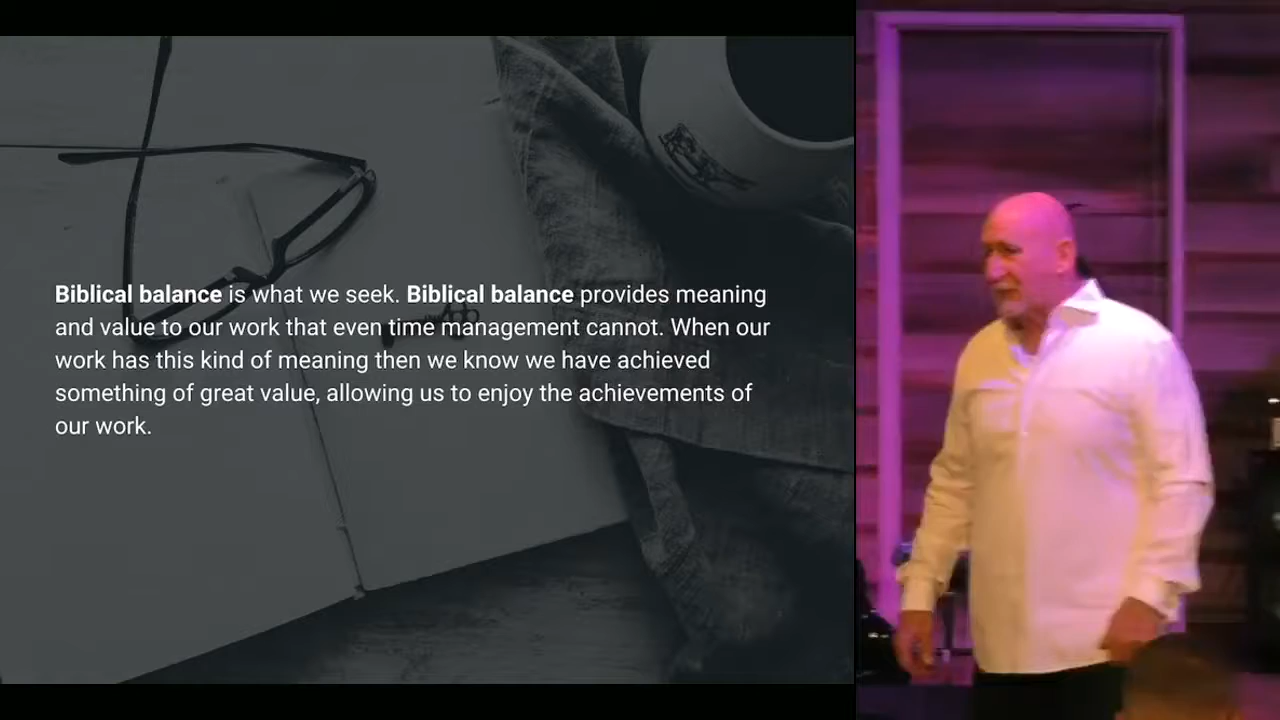 Biblical balance is what we seek. Biblical balance provides meaning
and value to our work that even time management cannot. When our
work has this kind of meaning then we know we have achieved
something of great value, allowing us to enjoy the achievements of
our work.